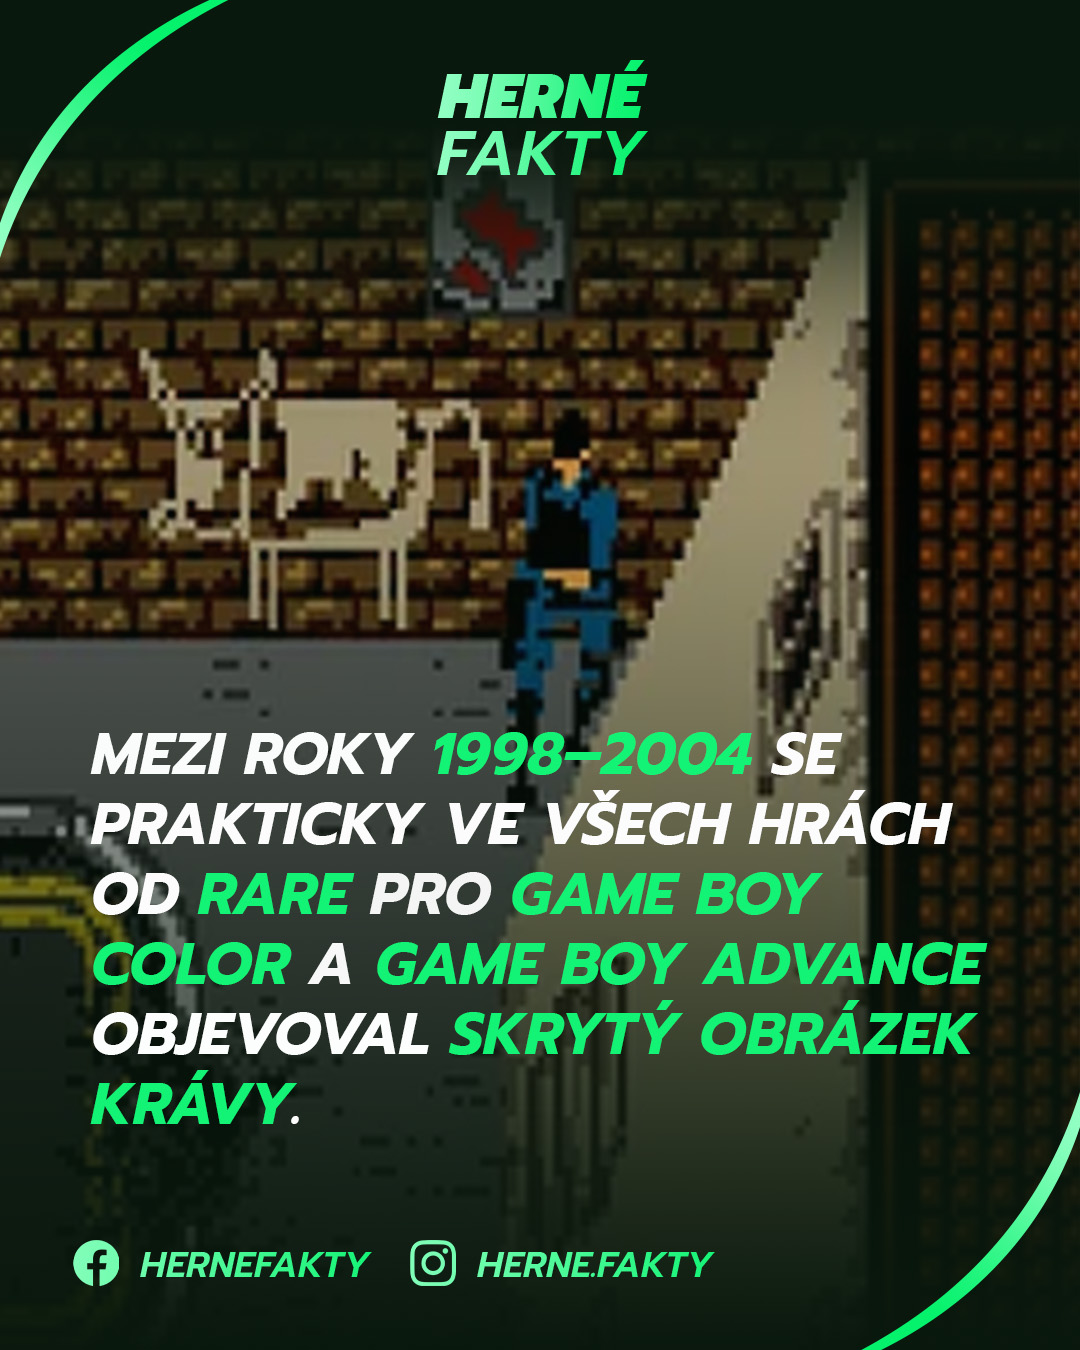 HERNÉ
FAKTY
MEZI ROKY 1998–2004 SE
PRAKTICKY VE VŠECH HRÁCH
OD RARE PRO GAME BOY
COLOR A GAME BOY ADVANCE
OBJEVOVAL SKRYTÝ OBRÁZEK
KRÁVY.
HERNEFAKTY HERNE.FAKTY